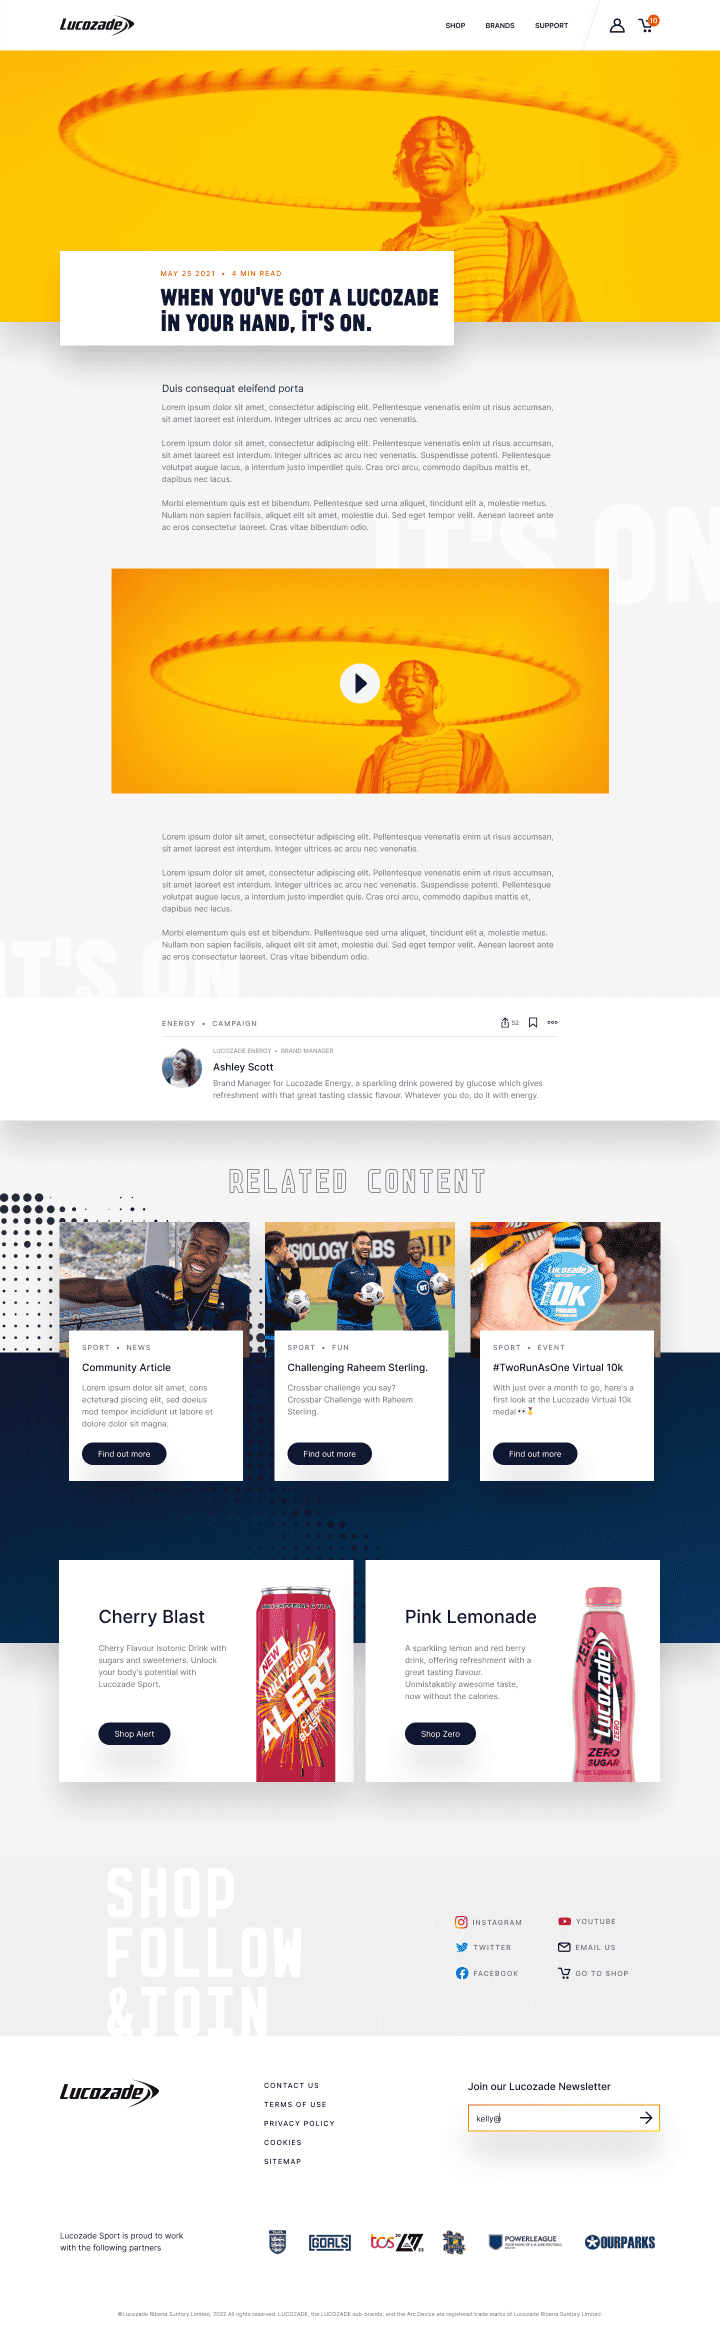 Lucozade
SHOP BRANDS SUPPORT
10
MAY 25 2021 • 4 MIN READ
WHEN YOU'VE GOT A LUCOZADE
IN YOUR HAND, IT'S ON.
Duis consequat eleifend porta
Lorem ipsum dolor sit amet, consectetur adipiscing elit. Pellentesque venenatis enim ut risus accumsan,
sit amet laoreet est interdum. Integer ultrices ac arcu nec venenatis.
Lorem ipsum dolor sit amet, consectetur adipiscing elit. Pellentesque venenatis enim ut risus accumsan,
sit amet laoreet est interdum. Integer ultrices ac arcu nec venenatis. Suspendisse potenti. Pellentesque
volutpat augue lacus, a interdum justo imperdiet quis. Cras orci arcu, commodo dapibus mattis et,
dapibus nec lacus.
Morbi elementum quis est et bibendum. Pellentesque sed urna aliquet, tincidunt elit a, molestie metus.
Nullam non sapien facilisis, aliquet elit sit amet, molestie dui. Sed eget tempor velit. Aenean laoreet ante
ac eros consectetur laoreet. Cras vitae bibendum odio.
IT'S ON
Lorem ipsum dolor sit amet, consectetur adipiscing elit. Pellentesque venenatis enim ut risus accumsan,
sit amet laoreet est interdum. Integer ultrices ac arcu nec venenatis.
Lorem ipsum dolor sit amet, consectetur adipiscing elit. Pellentesque venenatis enim ut risus accumsan,
sit amet laoreet est interdum. Integer ultrices ac arcu nec venenatis. Suspendisse potenti. Pellentesque
volutpat augue lacus, a interdum justo imperdiet quis. Cras orci arcu, commodo dapibus mattis et,
dapibus nec lacus.
Morbi elementum quis est et bibendum. Pellentesque sed urna aliquet, tincidunt elit a, molestie metus.
Nullam non sapien facilisis, aliquet elit sit amet, molestie dui. Sed eget tempor velit. Aenean laoreet ante
ac eros consectetur laoreet. Cras vitae bibendum odio.
IT'S ON
ENERGY • CAMPAIGN
52
LUCOZADE ENERGY • BRAND MANAGER
Ashley Scott
Brand Manager for Lucozade Energy, a sparkling drink powered by glucose which gives
refreshment with that great tasting classic flavour. Whatever you do, do it with energy.
RELATED CONTENT
SIOLOGY
BS
MP
BT
Lucozade
SPORT
10K
FINISHER
SPORT • NEWS
Community Article
Lorem ipsum dolor sit amet, cons
ecteturad piscing elit, sed doeius
mod tempor incididunt ut labore et
dolore dolor sit magna.
Find out more
SPORT • FUN
Challenging Raheem Sterling.
Crossbar challenge you say?
Crossbar Challenge with Raheem
Sterling.
Find out more
SPORT • EVENT
#TwoRunAsOne Virtual 10k
With just over a month to go, here's a
first look at the Lucozade Virtual 10k
medal 👀🏅
Find out more
Cherry Blast
Cherry Flavour Isotonic Drink with
sugars and sweeteners. Unlock
your body's potential with
Lucozade Sport.
Shop Alert
NEW
Lucozade
ALERT
CHERRY
BLAST
Pink Lemonade
A sparkling lemon and red berry
drink, offering refreshment with a
great tasting flavour.
Unmistakably awesome taste,
now without the calories.
Shop Zero
ZERO
Lucozade
ZERO
ZERO
SUGAR
PINK LEMONADE
SHOP
FOLLOW
&JOIN
INSTAGRAM
YOUTUBE
TWITTER
EMAIL US
FACEBOOK
GO TO SHOP
Lucozade
CONTACT US
TERMS OF USE
PRIVACY POLICY
COOKIES
SITEMAP
Join our Lucozade Newsletter
kelly@
Lucozade Sport is proud to work
with the following partners
GOALS
tcs
POWERLEAGUE
OURPARKS
©Lucozade Ribena Suntory Limited, 2022 All rights reserved. LUCOZADE, the LUCOZADE sub-brands, and the Arc Device are registered trade marks of Lucozade Ribena Suntory Limited.